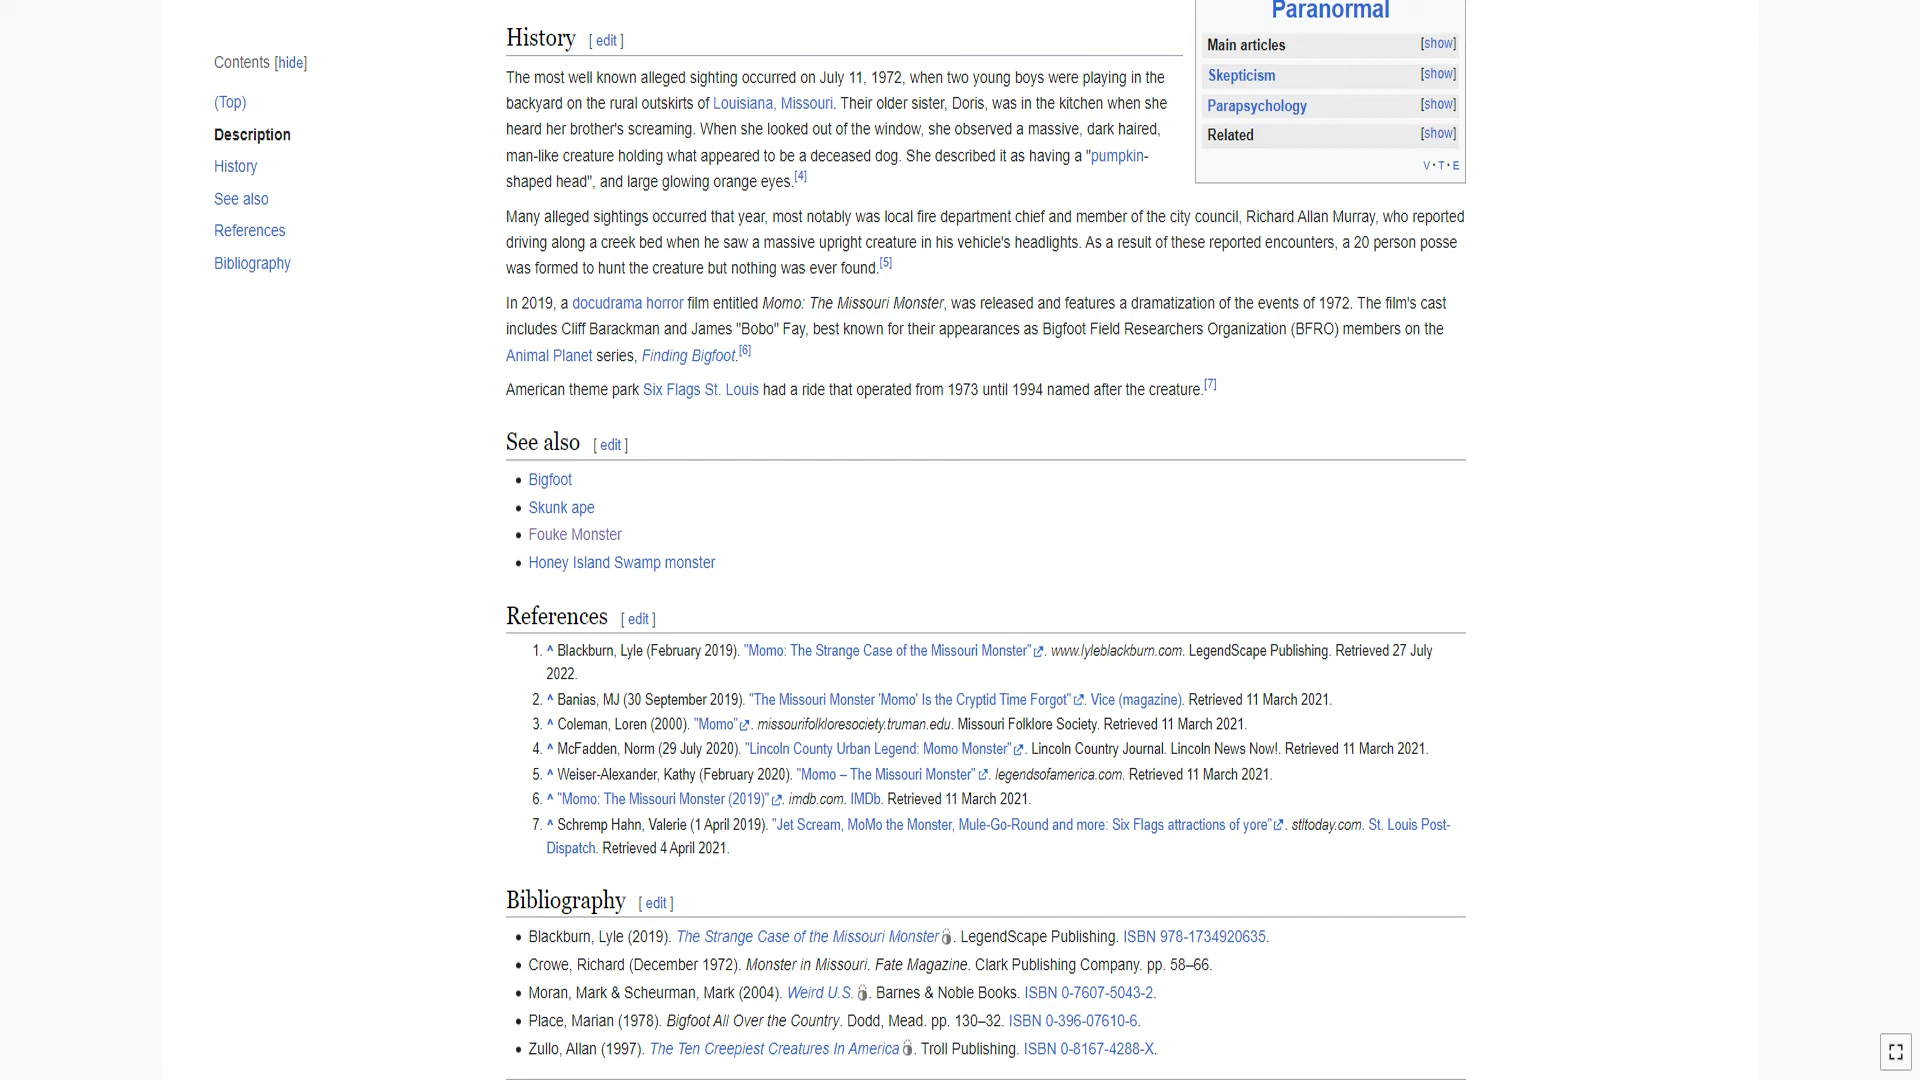 Contents [hide]
(Top)
Description
History
See also
References
Bibliography
History [ edit ]
The most well known alleged sighting occurred on July 11, 1972, when two young boys were playing in the
backyard on the rural outskirts of Louisiana, Missouri. Their older sister, Doris, was in the kitchen when she
heard her brother's screaming. When she looked out of the window, she observed a massive, dark haired,
man-like creature holding what appeared to be a deceased dog. She described it as having a "pumpkin-
shaped head", and large glowing orange eyes.[4]
Paranormal
Main articles [show]
Skepticism [show]
Parapsychology [show]
Related [show]
V • T • E
Many alleged sightings occurred that year, most notably was local fire department chief and member of the city council, Richard Allan Murray, who reported
driving along a creek bed when he saw a massive upright creature in his vehicle's headlights. As a result of these reported encounters, a 20 person posse
was formed to hunt the creature but nothing was ever found.[5]
In 2019, a docudrama horror film entitled Momo: The Missouri Monster, was released and features a dramatization of the events of 1972. The film's cast
includes Cliff Barackman and James "Bobo" Fay, best known for their appearances as Bigfoot Field Researchers Organization (BFRO) members on the
Animal Planet series, Finding Bigfoot.[6]
American theme park Six Flags St. Louis had a ride that operated from 1973 until 1994 named after the creature.[7]
See also [ edit ]
• Bigfoot
• Skunk ape
• Fouke Monster
• Honey Island Swamp monster
References [ edit ]
1. ^ Blackburn, Lyle (February 2019). "Momo: The Strange Case of the Missouri Monster". www.lyleblackburn.com. LegendScape Publishing. Retrieved 27 July
2022.
2. ^ Banias, MJ (30 September 2019). "The Missouri Monster 'Momo' Is the Cryptid Time Forgot". Vice (magazine). Retrieved 11 March 2021.
3. ^ Coleman, Loren (2000). "Momo". missourifolkloresociety.truman.edu. Missouri Folklore Society. Retrieved 11 March 2021.
4. ^ McFadden, Norm (29 July 2020). "Lincoln County Urban Legend: Momo Monster". Lincoln Country Journal. Lincoln News Now!. Retrieved 11 March 2021.
5. ^ Weiser-Alexander, Kathy (February 2020). "Momo – The Missouri Monster". legendsofamerica.com. Retrieved 11 March 2021.
6. ^ "Momo: The Missouri Monster (2019)". imdb.com. IMDb. Retrieved 11 March 2021.
7. ^ Schremp Hahn, Valerie (1 April 2019). "Jet Scream, MoMo the Monster, Mule-Go-Round and more: Six Flags attractions of yore". stltoday.com. St. Louis Post-
Dispatch. Retrieved 4 April 2021.
Bibliography [ edit ]
• Blackburn, Lyle (2019). The Strange Case of the Missouri Monster. LegendScape Publishing. ISBN 978-1734920635.
• Crowe, Richard (December 1972). Monster in Missouri. Fate Magazine. Clark Publishing Company. pp. 58–66.
• Moran, Mark & Scheurman, Mark (2004). Weird U.S.. Barnes & Noble Books. ISBN 0-7607-5043-2.
• Place, Marian (1978). Bigfoot All Over the Country. Dodd, Mead. pp. 130–32. ISBN 0-396-07610-6.
• Zullo, Allan (1997). The Ten Creepiest Creatures In America. Troll Publishing. ISBN 0-8167-4288-X.